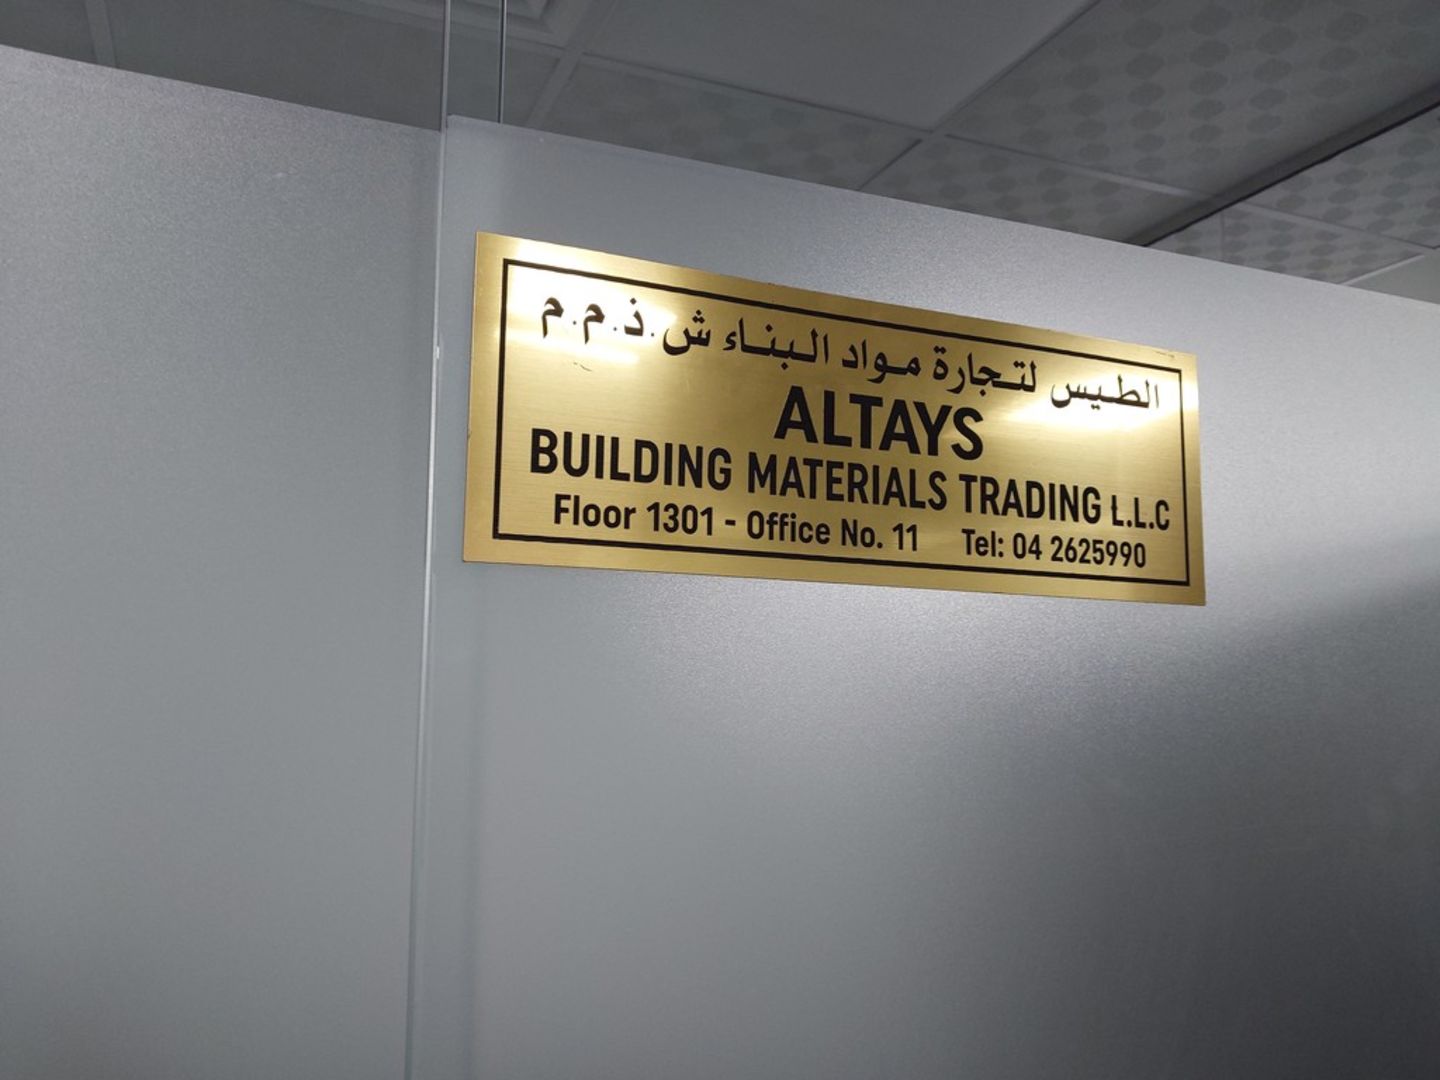 الطيس لتجارة مواد البناء ش.ذ.م.م
ALTAYS
BUILDING MATERIALS TRADING L.L.C
Floor 1301 - Office No. 11 Tel: 04 2625990